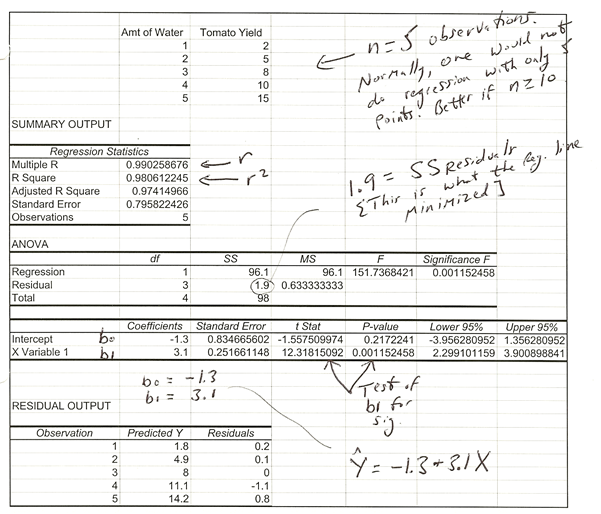 Amt of Water Tomato Yield
1 2
2 5
3 8
4 10
5 15
← n = 5 observations.
Normally, one would not
do regression with only 5
points. Better if n ≥ 10
SUMMARY OUTPUT
Regression Statistics
Multiple R 0.990258676 ← r
R Square 0.980612245 ← r²
Adjusted R Square 0.97414966
Standard Error 0.795822426
Observations 5
1.9 = SS Residuals
[This is what the Reg. line
minimized]
ANOVA
df SS MS F Significance F
Regression 1 96.1 96.1 151.7368421 0.001152458
Residual 3 1.9 0.633333333
Total 4 98
Coefficients Standard Error t Stat P-value Lower 95% Upper 95%
Intercept b0 -1.3 0.834665602 -1.557509974 0.2172241 -3.956280952 1.356280952
X Variable 1 b1 3.1 0.251661148 12.31815092 0.001152458 2.299101159 3.900898841
b0 = -1.3
b1 = 3.1
Test of
b1 for
sig.
Ŷ = -1.3 + 3.1 X
RESIDUAL OUTPUT
Observation Predicted Y Residuals
1 1.8 0.2
2 4.9 0.1
3 8 0
4 11.1 -1.1
5 14.2 0.8